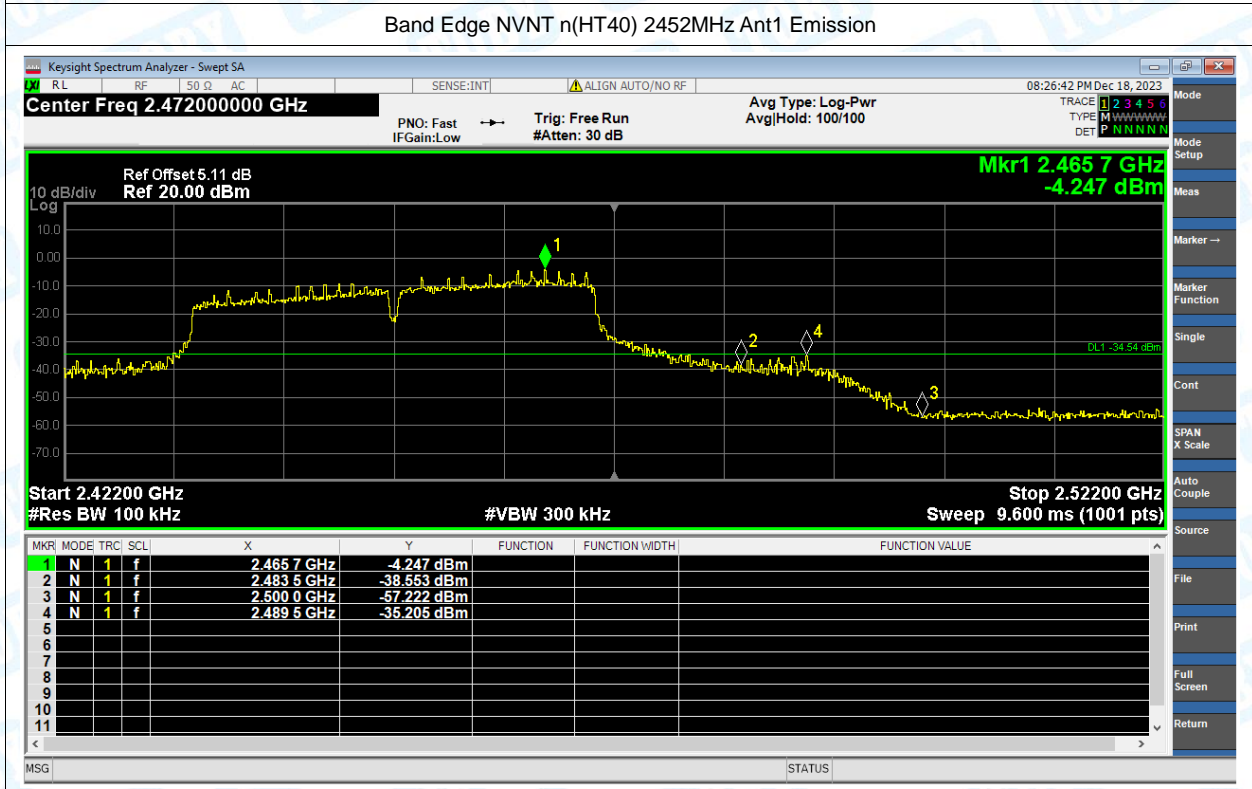 Band Edge NVNT n(HT40) 2452MHz Ant1 Emission
Keysight Spectrum Analyzer - Swept SA
LXI RL RF 50 Ω AC SENSE:INT ALIGN AUTO/NO RF 08:26:42 PM Dec 18, 2023
Center Freq 2.472000000 GHz
PNO: Fast
IFGain:Low
Trig: Free Run
#Atten: 30 dB
Avg Type: Log-Pwr
Avg|Hold: 100/100
TRACE 1 2 3 4 5 6
TYPE M WWWWW
DET P N N N N N
Mkr1 2.465 7 GHz
-4.247 dBm
Ref Offset 5.11 dB
10 dB/div Ref 20.00 dBm
Log
10.0
0.00
-10.0
-20.0
-30.0
-40.0
-50.0
-60.0
-70.0
1
2
4
3
DL1 -34.54 dBm
Start 2.42200 GHz Stop 2.52200 GHz
#Res BW 100 kHz #VBW 300 kHz Sweep 9.600 ms (1001 pts)
MKR MODE TRC SCL X Y FUNCTION FUNCTION WIDTH FUNCTION VALUE
1 N 1 f 2.465 7 GHz -4.247 dBm
2 N 1 f 2.483 5 GHz -38.553 dBm
3 N 1 f 2.500 0 GHz -57.222 dBm
4 N 1 f 2.489 5 GHz -35.205 dBm
5
6
7
8
9
10
11
MSG STATUS
Mode
Mode Setup
Meas
Marker →
Marker Function
Single
Cont
SPAN X Scale
Auto Couple
Source
File
Print
Full Screen
Return